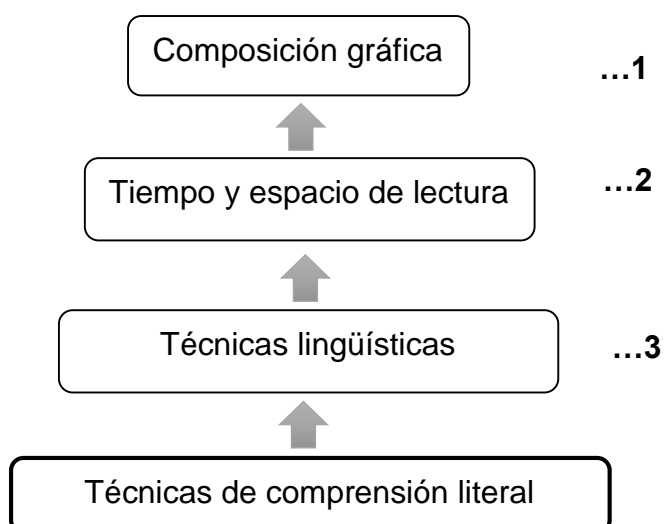 Composición gráfica
…1
Tiempo y espacio de lectura
…2
Técnicas lingüísticas
…3
Técnicas de comprensión literal